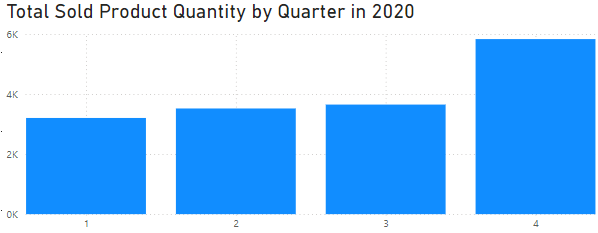 Total Sold Product Quantity by Quarter in 2020
6K
4K
2K
0K
1 2 3 4